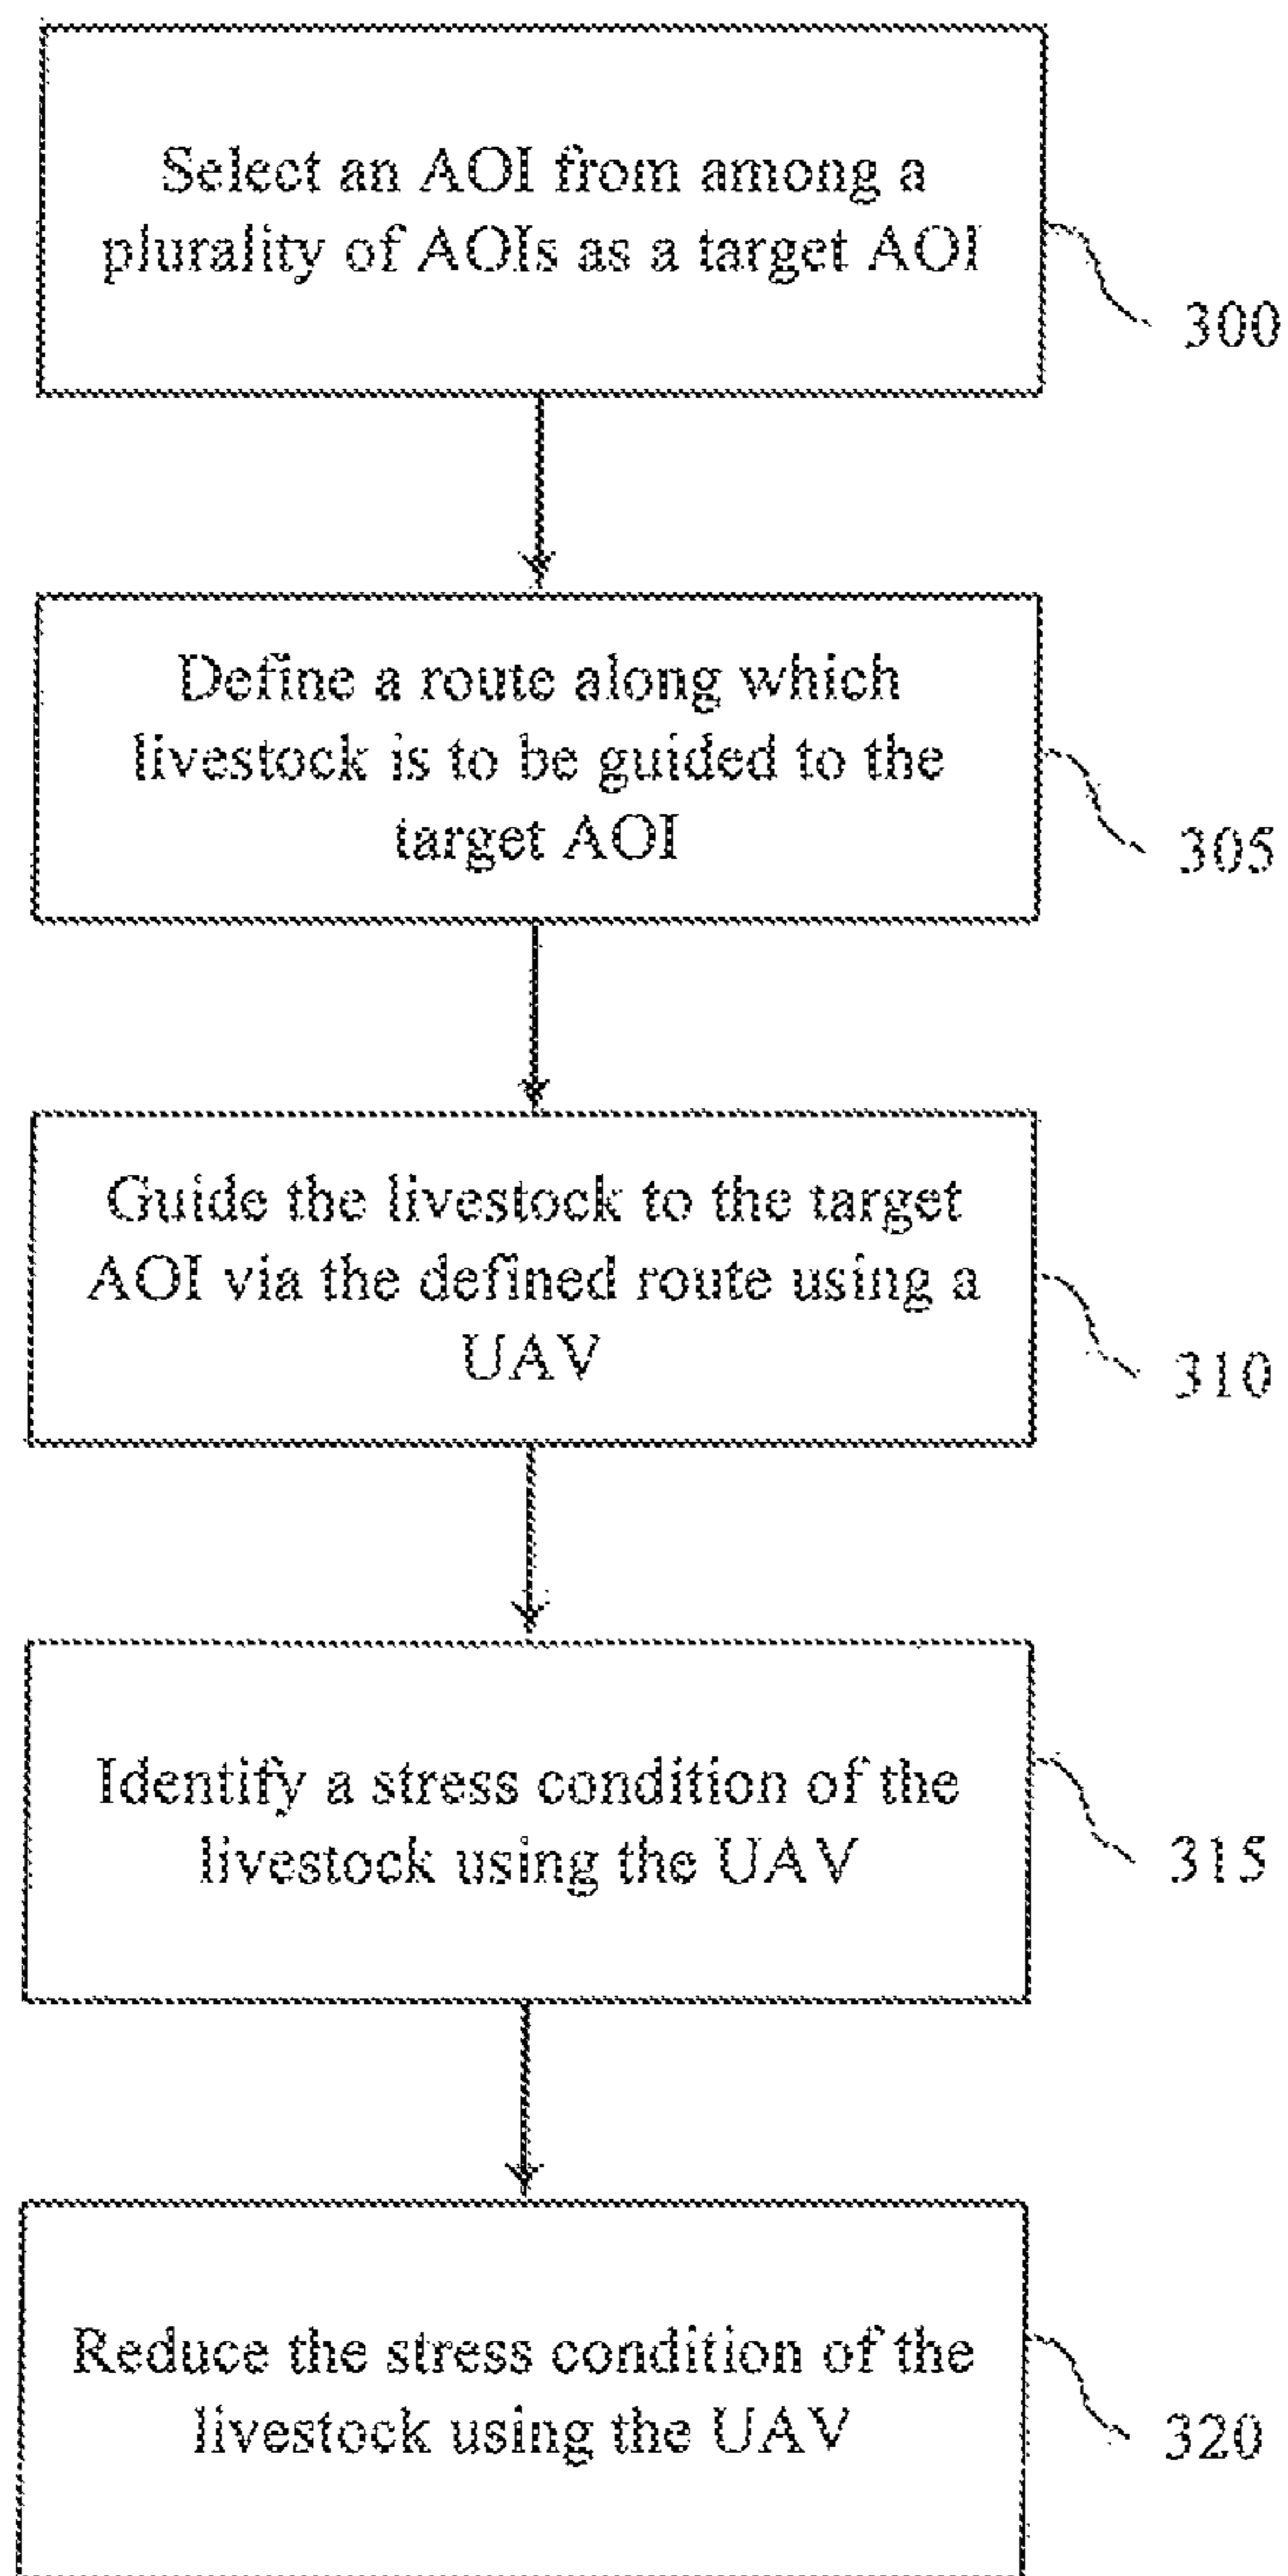 Select an AOI from among a
plurality of AOIs as a target AOI
300
Define a route along which
livestock is to be guided to the
target AOI
305
Guide the livestock to the target
AOI via the defined route using a
UAV
310
Identify a stress condition of the
livestock using the UAV
315
Reduce the stress condition of the
livestock using the UAV
320